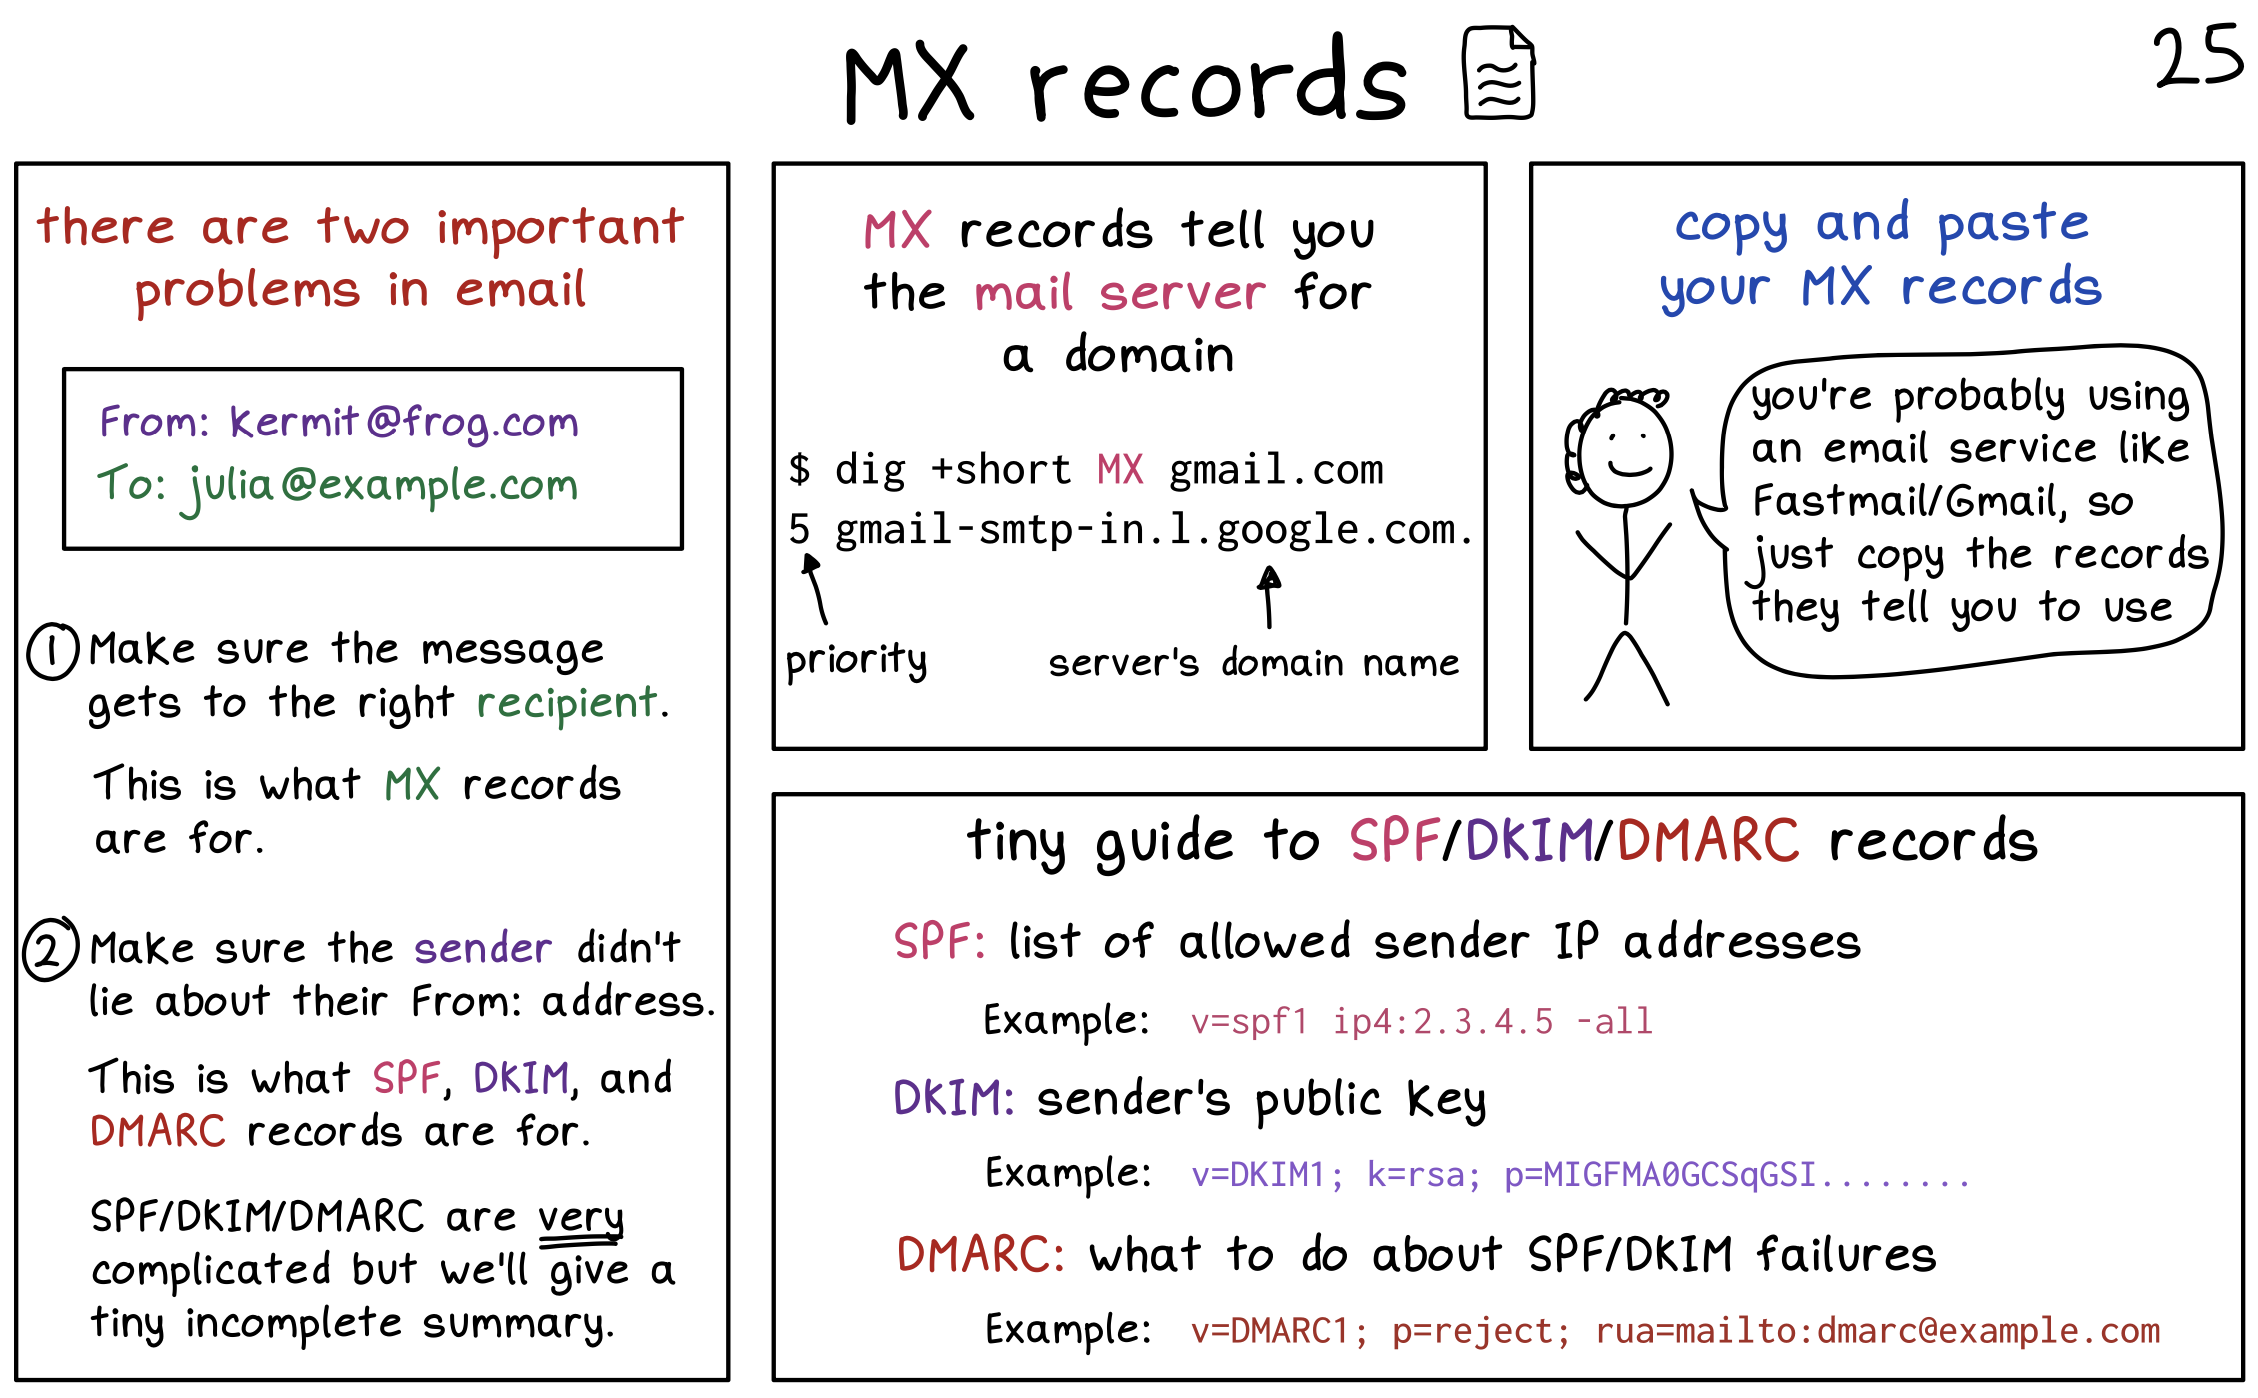 MX records
25
there are two important
problems in email
From: kermit@frog.com
To: julia@example.com
1 Make sure the message
gets to the right recipient.
This is what MX records
are for.
2 Make sure the sender didn't
lie about their From: address.
This is what SPF, DKIM, and
DMARC records are for.
SPF/DKIM/DMARC are very
complicated but we'll give a
tiny incomplete summary.
MX records tell you
the mail server for
a domain
$ dig +short MX gmail.com
5 gmail-smtp-in.l.google.com.
priority
server's domain name
copy and paste
your MX records
you're probably using
an email service like
Fastmail/Gmail, so
just copy the records
they tell you to use
tiny guide to SPF/DKIM/DMARC records
SPF: list of allowed sender IP addresses
Example: v=spf1 ip4:2.3.4.5 -all
DKIM: sender's public key
Example: v=DKIM1; k=rsa; p=MIGFMA0GCSqGSI........
DMARC: what to do about SPF/DKIM failures
Example: v=DMARC1; p=reject; rua=mailto:dmarc@example.com